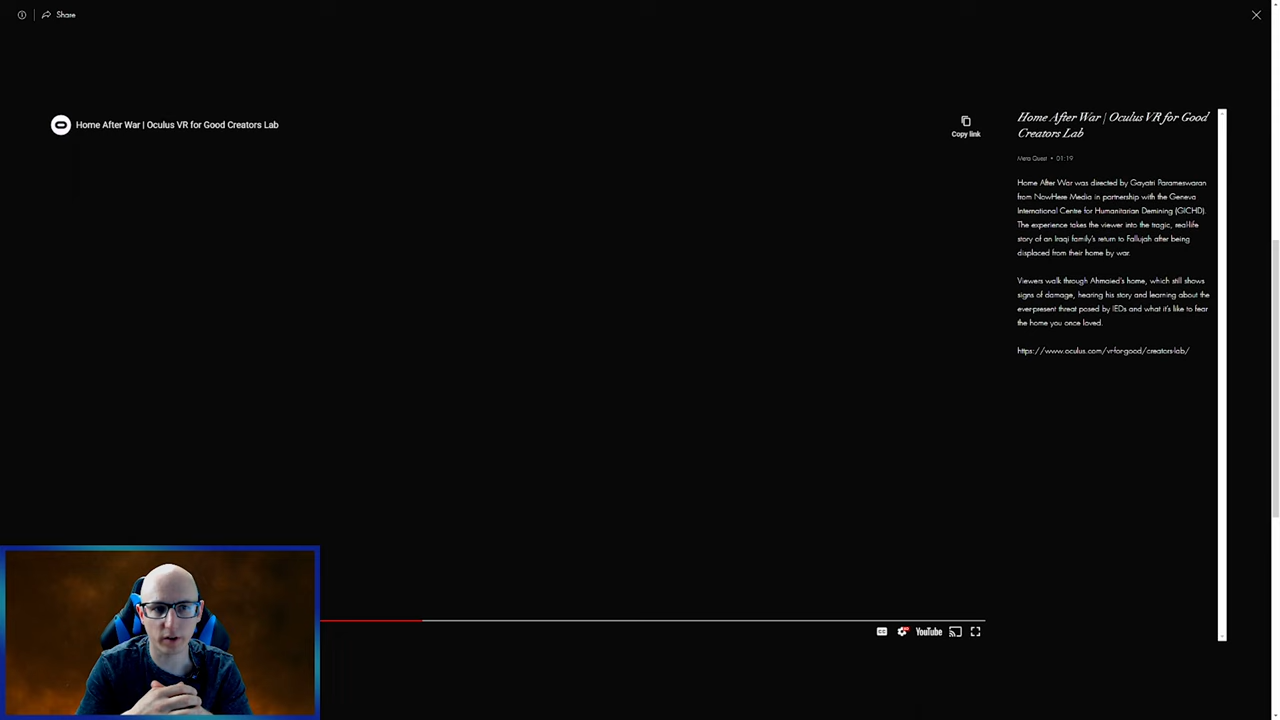 Share
Home After War | Oculus VR for Good Creators Lab
Copy link
Home After War | Oculus VR for Good
Creators Lab
Meta Quest • 01:19
Home After War was directed by Gayatri Parameswaran
from NowHere Media in partnership with the Geneva
International Centre for Humanitarian Demining (GICHD).
The experience takes the viewer into the tragic, real-life
story of an Iraqi family's return to Fallujah after being
displaced from their home by war.
Viewers walk through Ahmaied's home, which still shows
signs of damage, hearing his story and learning about the
ever-present threat posed by IEDs and what it's like to fear
the home you once loved.
https://www.oculus.com/vr-for-good/creators-lab/
CC
YouTube